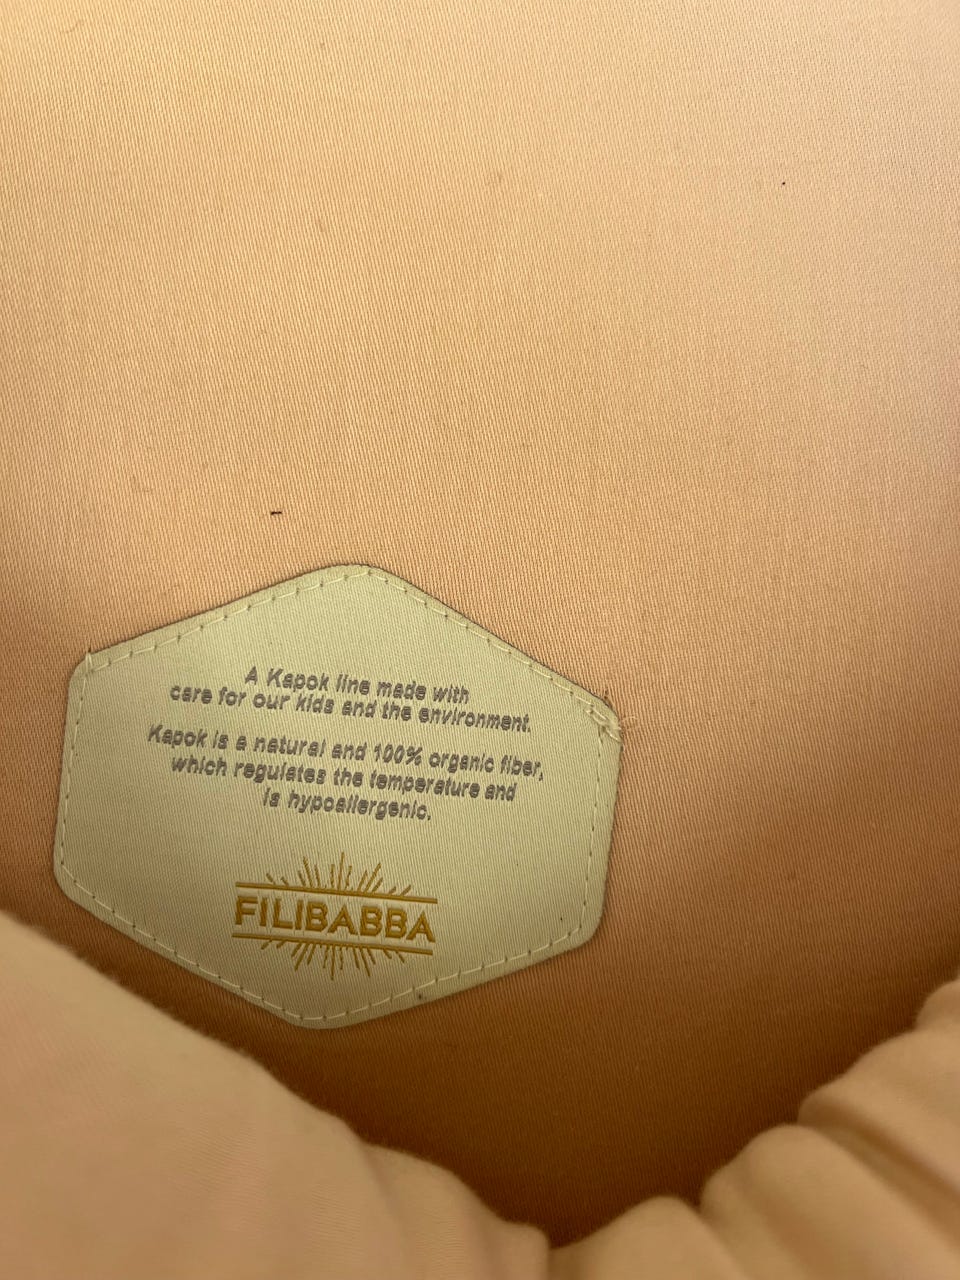 A Kapok line made with
care for our kids and the environment.
Kapok is a natural and 100% organic fiber,
which regulates the temperature and
is hypoallergenic.
FILIBABBA